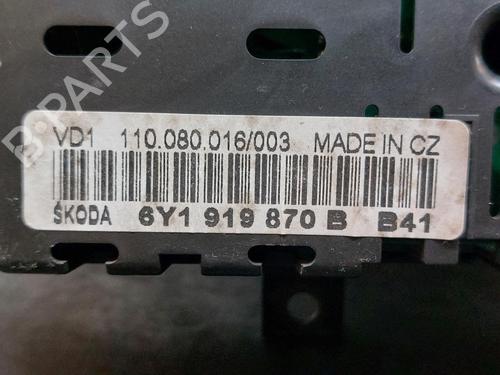 B-PARTS
VD1 110.080.016/003 MADE IN CZ
ŠKODA 6Y1 919 870 B B41